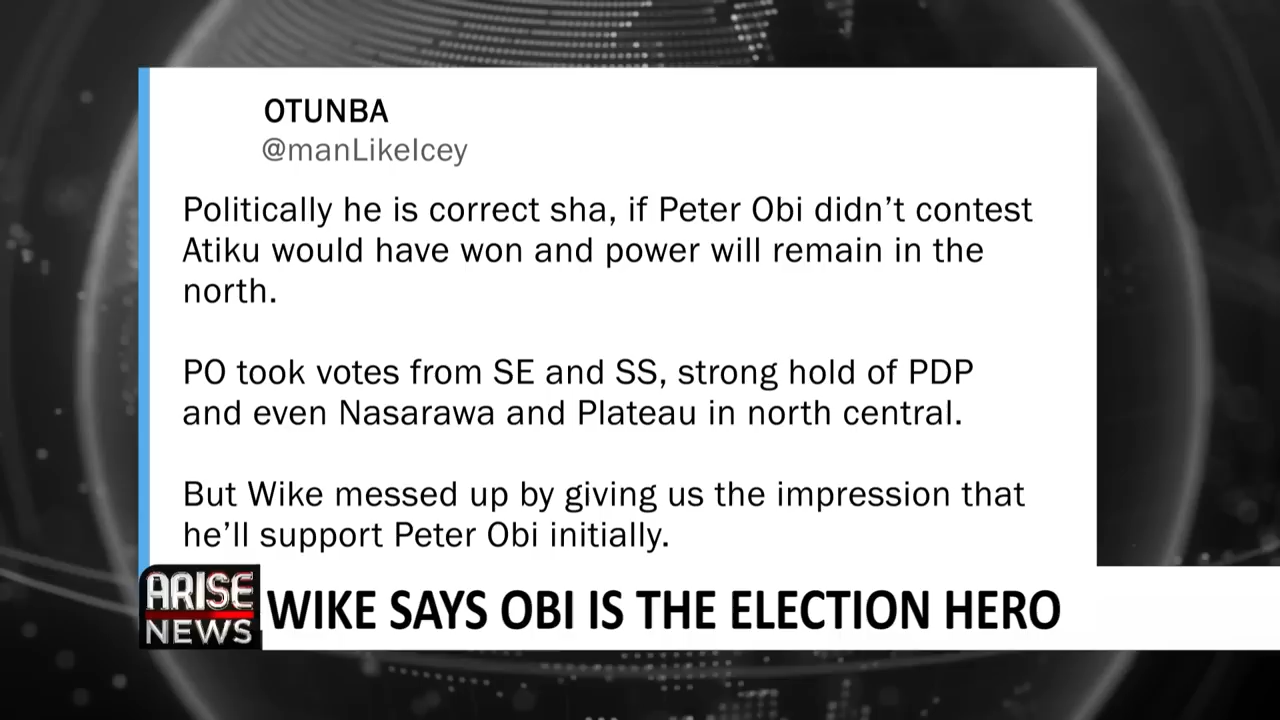 OTUNBA
@manLikeIcey
Politically he is correct sha, if Peter Obi didn’t contest
Atiku would have won and power will remain in the
north.
PO took votes from SE and SS, strong hold of PDP
and even Nasarawa and Plateau in north central.
But Wike messed up by giving us the impression that
he’ll support Peter Obi initially.
ARISE
NEWS
WIKE SAYS OBI IS THE ELECTION HERO